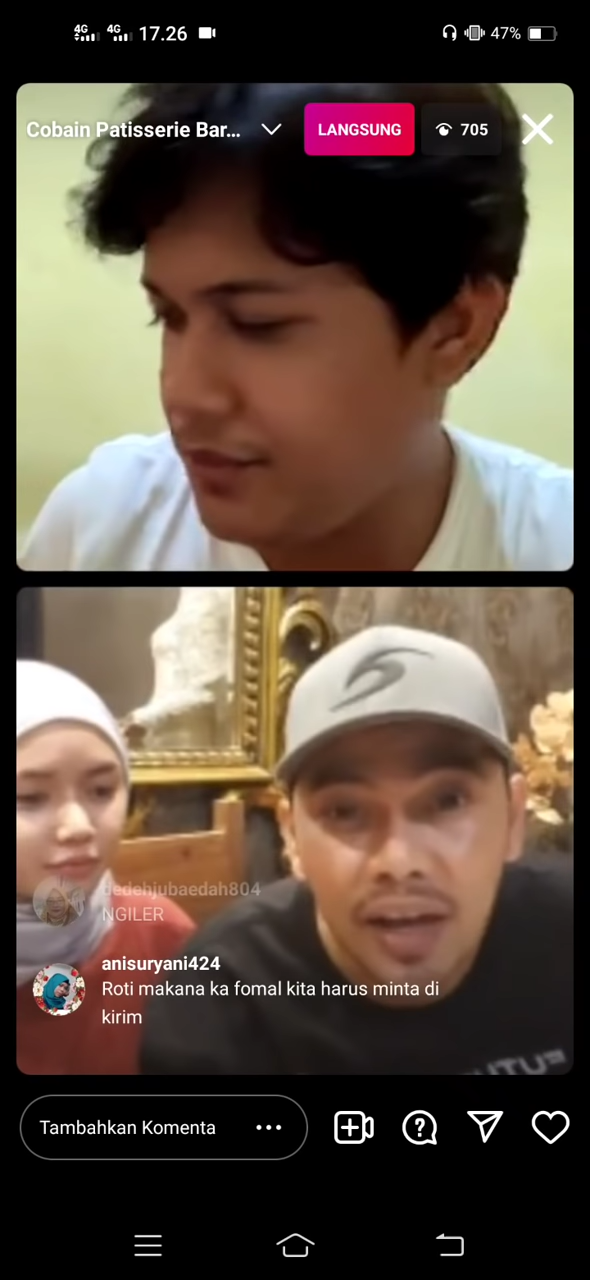 4G 4G 17.26 47%
Cobain Patisserie Bar... LANGSUNG 705
dedehjubaedah804
NGILER
anisuryani424
Roti makana ka fomal kita harus minta di
kirim
Tambahkan Komenta